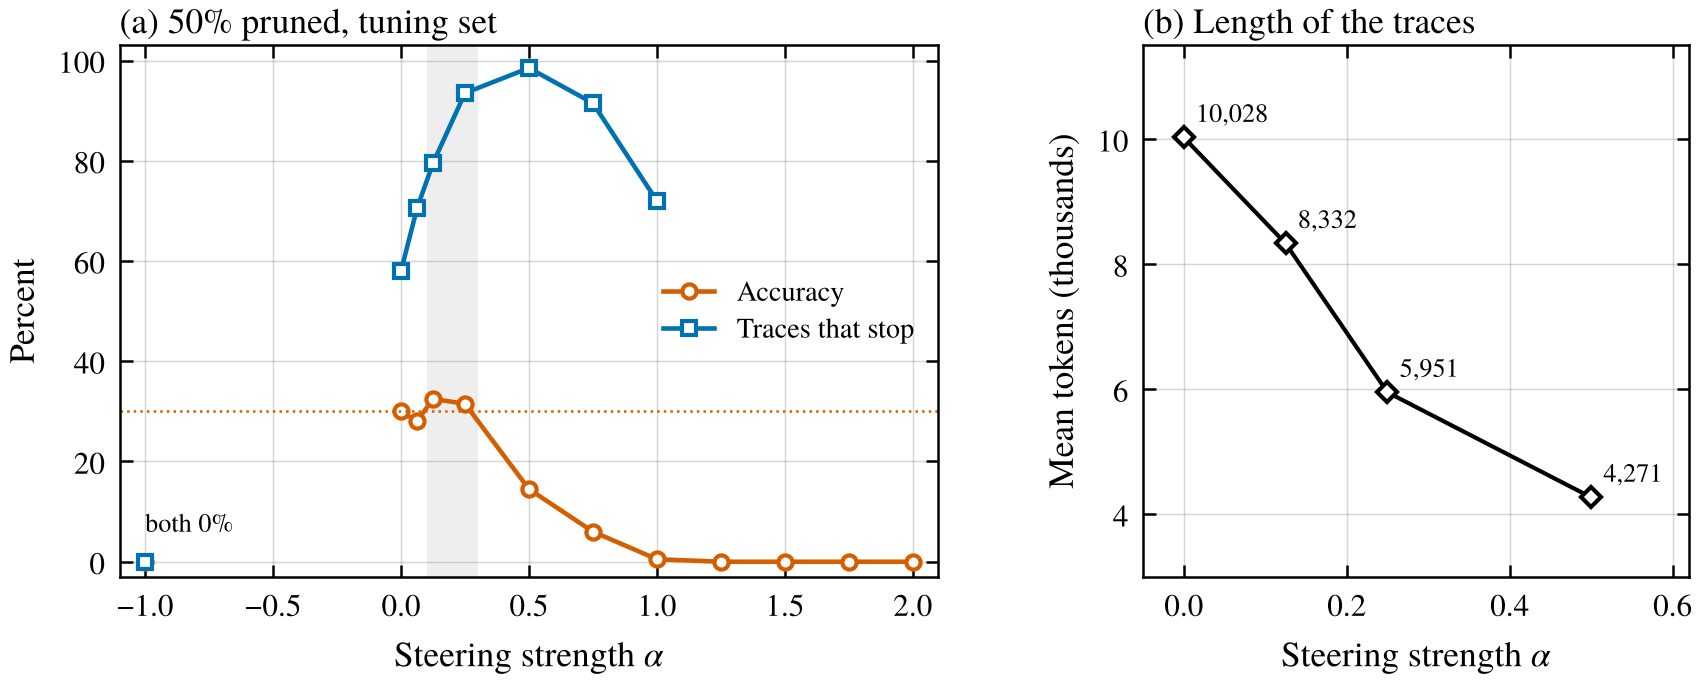 (a) 50% pruned, tuning set
Percent
100
80
60
40
20
0
both 0%
Accuracy
Traces that stop
−1.0 −0.5 0.0 0.5 1.0 1.5 2.0
Steering strength α
(b) Length of the traces
Mean tokens (thousands)
10
8
6
4
10,028
8,332
5,951
4,271
0.0 0.2 0.4 0.6
Steering strength α